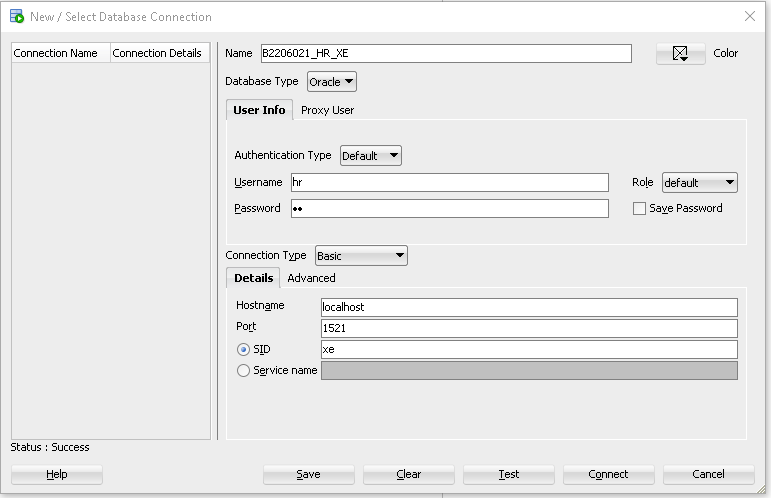 New / Select Database Connection
Connection Name Connection Details
Name B2206021_HR_XE Color
Database Type Oracle
User Info Proxy User
Authentication Type Default
Username hr Role default
Password •• Save Password
Connection Type Basic
Details Advanced
Hostname localhost
Port 1521
SID xe
Service name
Status : Success
Help Save Clear Test Connect Cancel